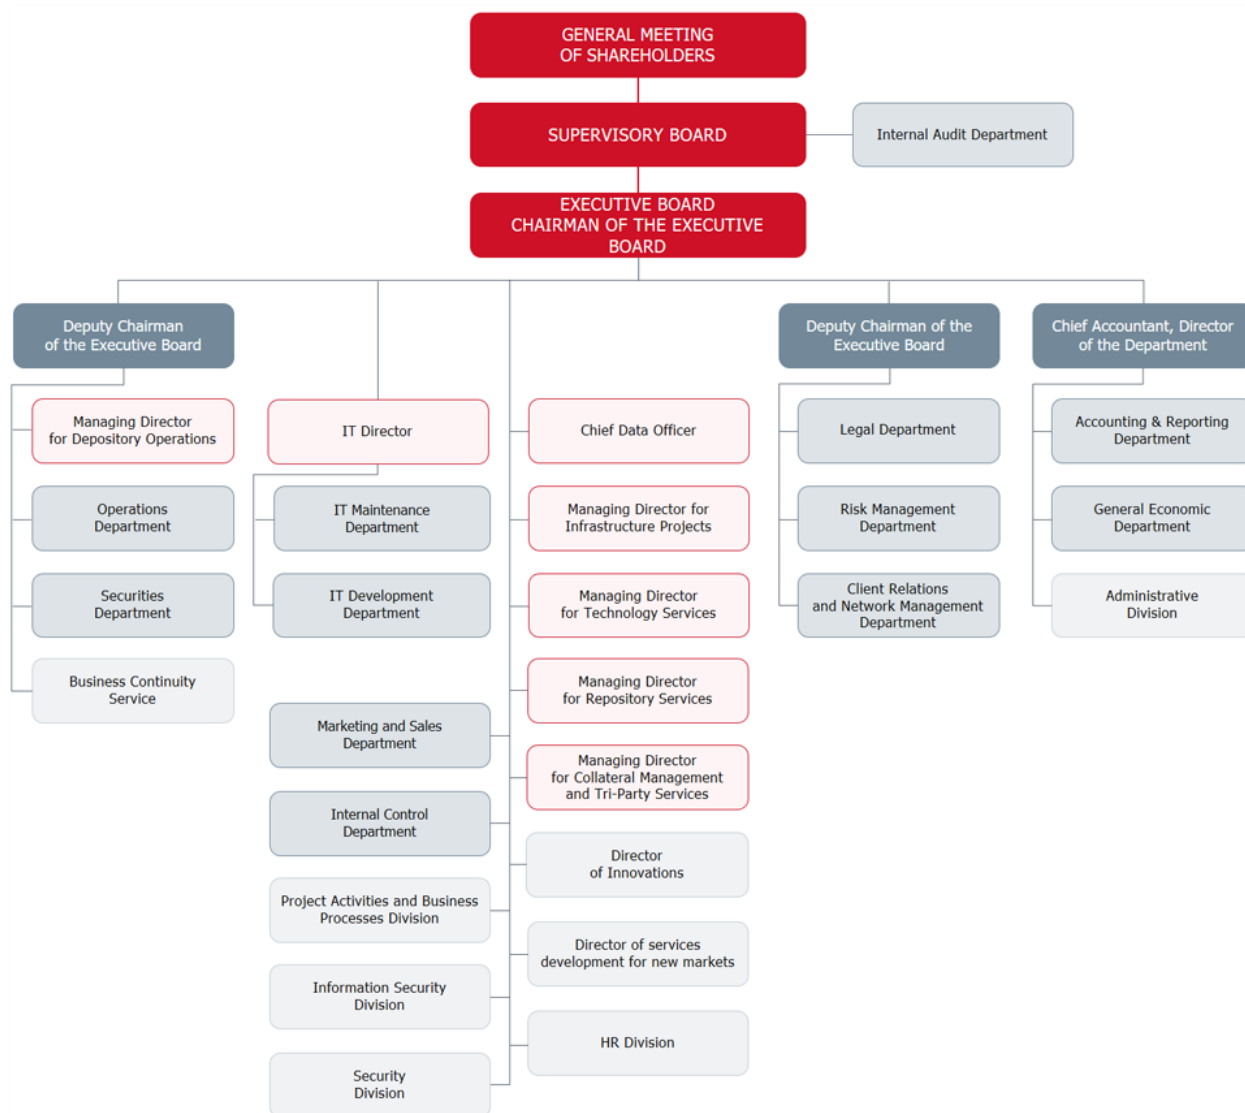 GENERAL MEETING
OF SHAREHOLDERS
SUPERVISORY BOARD
Internal Audit Department
EXECUTIVE BOARD
CHAIRMAN OF THE EXECUTIVE
BOARD
Deputy Chairman
of the Executive Board
Deputy Chairman of the
Executive Board
Chief Accountant, Director
of the Department
Managing Director
for Depository Operations
Operations
Department
Securities
Department
Business Continuity
Service
IT Director
IT Maintenance
Department
IT Development
Department
Marketing and Sales
Department
Internal Control
Department
Project Activities and Business
Processes Division
Information Security
Division
Security
Division
Chief Data Officer
Managing Director for
Infrastructure Projects
Managing Director
for Technology Services
Managing Director
for Repository Services
Managing Director
for Collateral Management
and Tri-Party Services
Director
of Innovations
Director of services
development for new markets
HR Division
Legal Department
Risk Management
Department
Client Relations
and Network Management
Department
Accounting & Reporting
Department
General Economic
Department
Administrative
Division